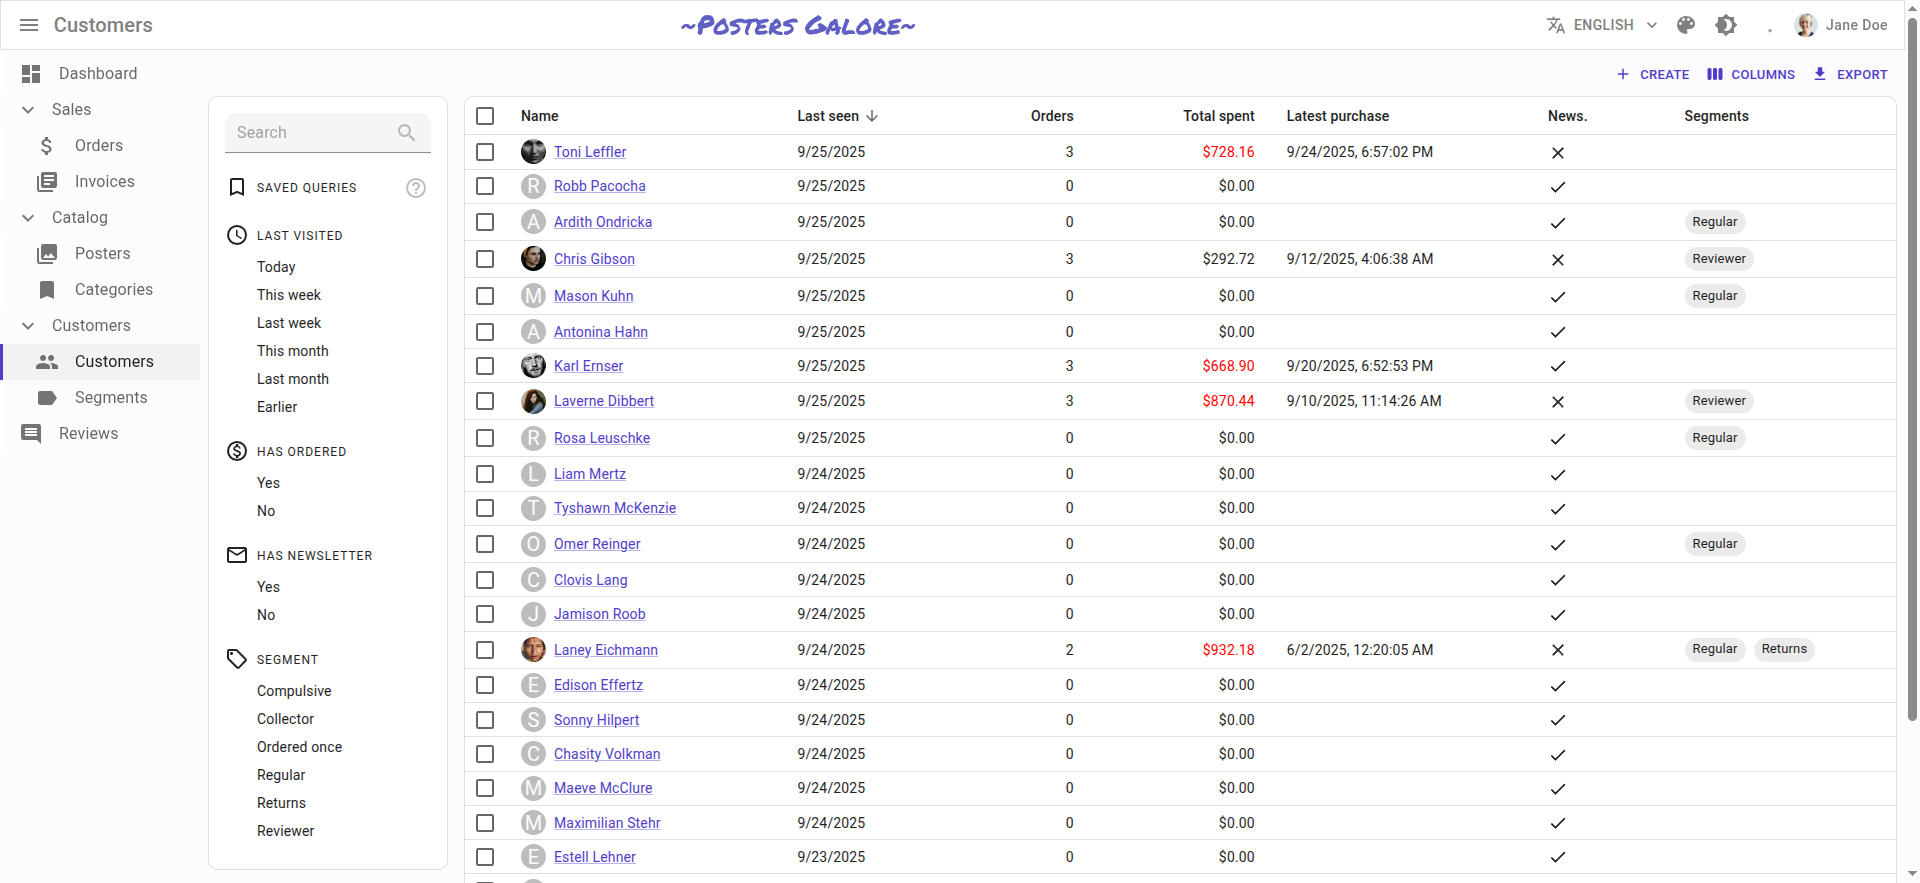 Customers
~Posters Galore~
ENGLISH
Jane Doe
Dashboard
Sales
Orders
Invoices
Catalog
Posters
Categories
Customers
Customers
Segments
Reviews
Search
SAVED QUERIES
?
LAST VISITED
Today
This week
Last week
This month
Last month
Earlier
HAS ORDERED
Yes
No
HAS NEWSLETTER
Yes
No
SEGMENT
Compulsive
Collector
Ordered once
Regular
Returns
Reviewer
CREATE COLUMNS EXPORT
Name Last seen Orders Total spent Latest purchase News. Segments
Toni Leffler 9/25/2025 3 $728.16 9/24/2025, 6:57:02 PM
R Robb Pacocha 9/25/2025 0 $0.00
A Ardith Ondricka 9/25/2025 0 $0.00 Regular
Chris Gibson 9/25/2025 3 $292.72 9/12/2025, 4:06:38 AM Reviewer
M Mason Kuhn 9/25/2025 0 $0.00 Regular
A Antonina Hahn 9/25/2025 0 $0.00
Karl Ernser 9/25/2025 3 $668.90 9/20/2025, 6:52:53 PM
Laverne Dibbert 9/25/2025 3 $870.44 9/10/2025, 11:14:26 AM Reviewer
R Rosa Leuschke 9/25/2025 0 $0.00 Regular
L Liam Mertz 9/24/2025 0 $0.00
T Tyshawn McKenzie 9/24/2025 0 $0.00
O Omer Reinger 9/24/2025 0 $0.00 Regular
C Clovis Lang 9/24/2025 0 $0.00
J Jamison Roob 9/24/2025 0 $0.00
Laney Eichmann 9/24/2025 2 $932.18 6/2/2025, 12:20:05 AM Regular Returns
E Edison Effertz 9/24/2025 0 $0.00
S Sonny Hilpert 9/24/2025 0 $0.00
C Chasity Volkman 9/24/2025 0 $0.00
M Maeve McClure 9/24/2025 0 $0.00
M Maximilian Stehr 9/24/2025 0 $0.00
E Estell Lehner 9/23/2025 0 $0.00